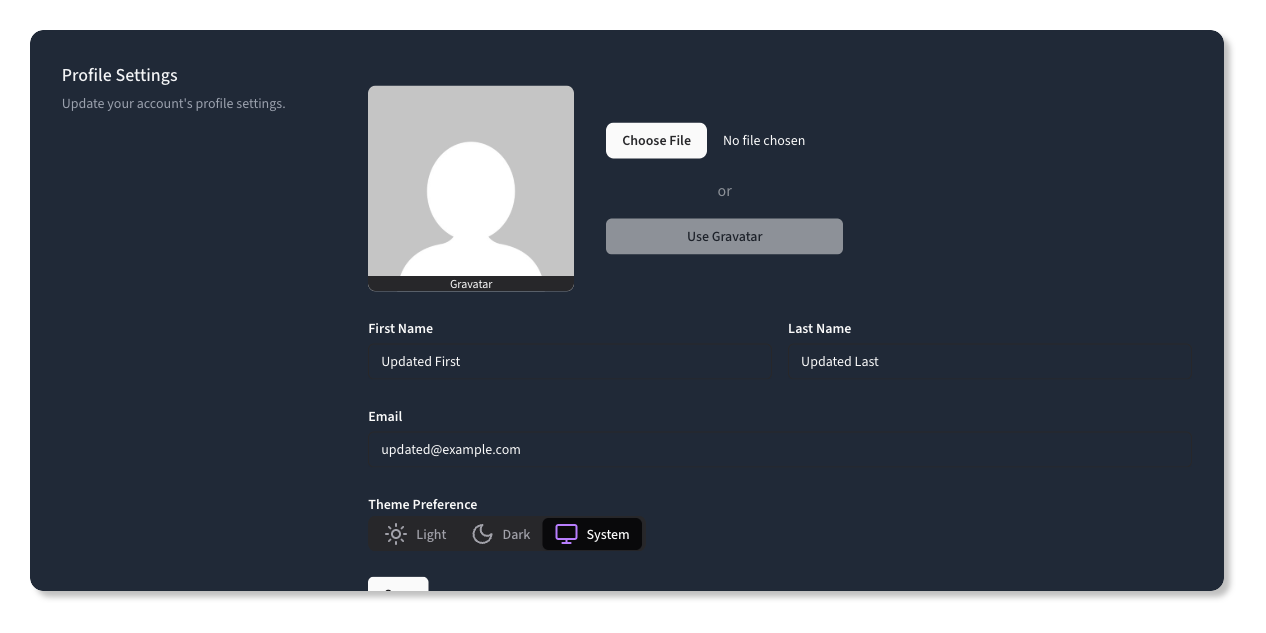 Profile Settings
Update your account's profile settings.
Choose File
No file chosen
or
Use Gravatar
Gravatar
First Name
Last Name
Updated First
Updated Last
Email
updated@example.com
Theme Preference
Light
Dark
System